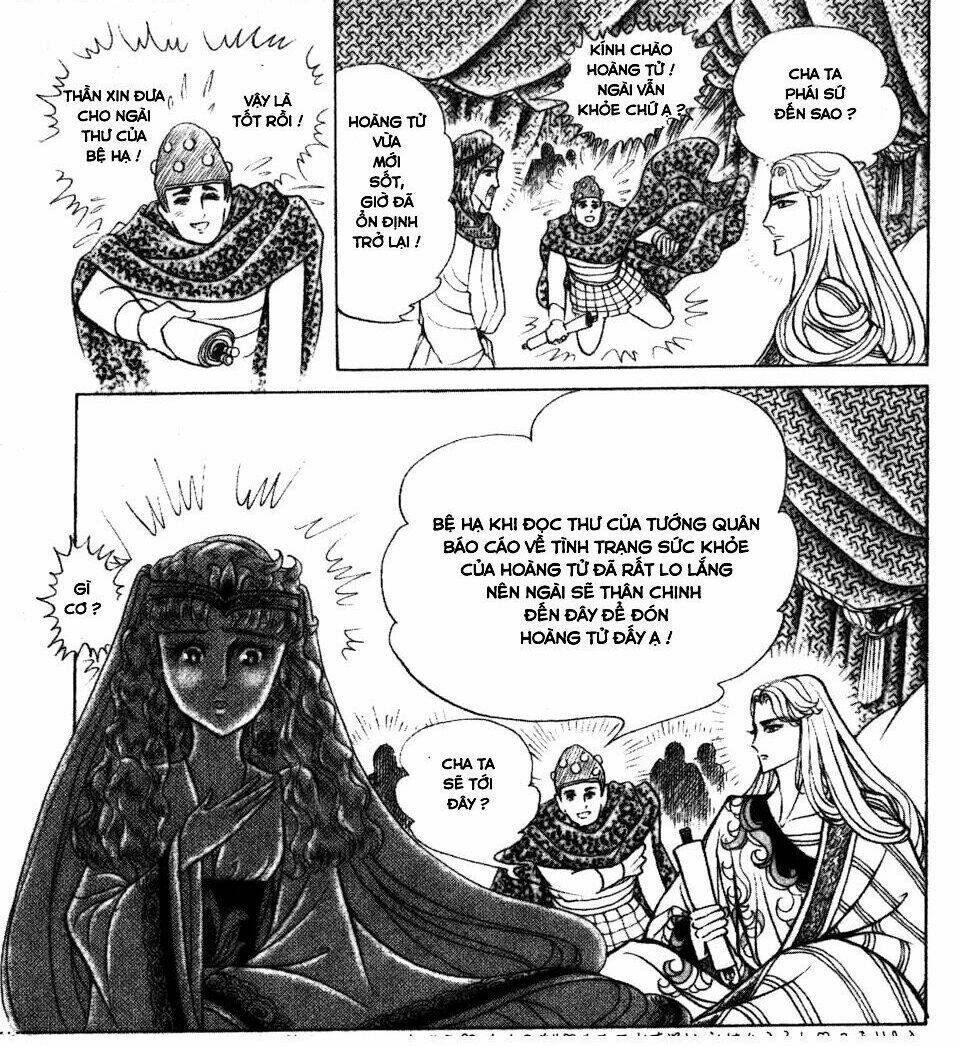 CHA TA
PHÁI SỨ
ĐẾN SAO ?
KÍNH CHÀO
HOÀNG TỬ !
NGÀI VẪN
KHỎE CHỨ Ạ ?
HOÀNG TỬ
VỪA
MỚI
SỐT,
GIỜ ĐÃ
ỔN ĐỊNH
TRỞ LẠI !
VẬY LÀ
TỐT RỒI !
THẦN XIN ĐƯA
CHO NGÀI
THƯ CỦA
BỆ HẠ !
BỆ HẠ KHI ĐỌC THƯ CỦA TƯỚNG QUÂN
BÁO CÁO VỀ TÌNH TRẠNG SỨC KHỎE
CỦA HOÀNG TỬ ĐÃ RẤT LO LẮNG
NÊN NGÀI SẼ THÂN CHINH
ĐẾN ĐÂY ĐỂ ĐÓN
HOÀNG TỬ ĐẤY Ạ !
CHA TA
SẼ TỚI
ĐÂY ?
GÌ
CƠ ?